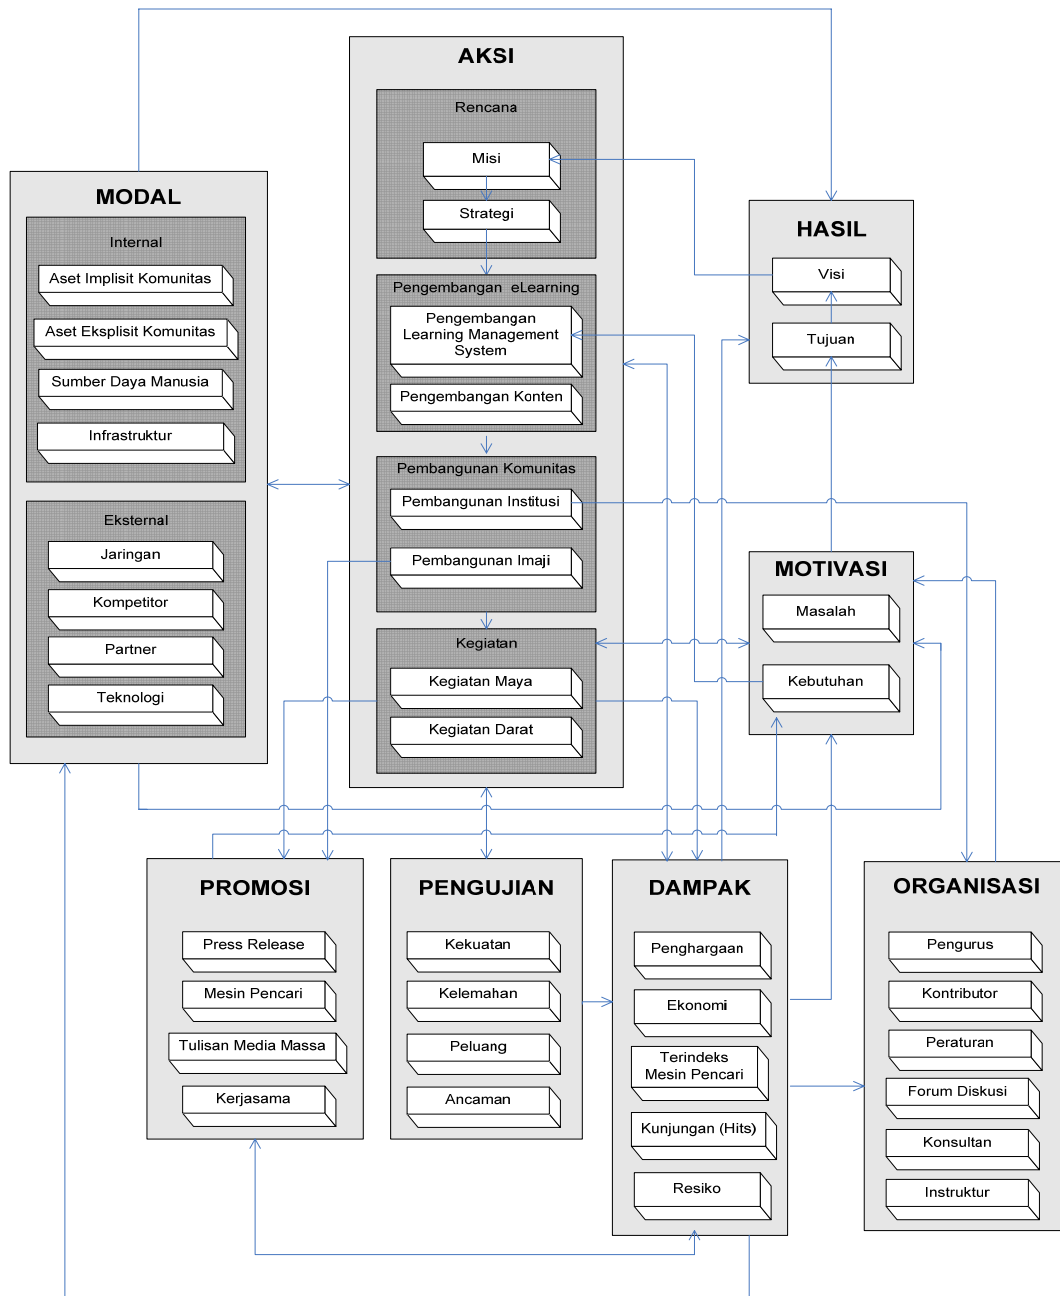 AKSI
Rencana
Misi
Strategi
Pengembangan eLearning
Pengembangan
Learning Management
System
Pengembangan Konten
Pembangunan Komunitas
Pembangunan Institusi
Pembangunan Imaji
Kegiatan
Kegiatan Maya
Kegiatan Darat
MODAL
Internal
Aset Implisit Komunitas
Aset Eksplisit Komunitas
Sumber Daya Manusia
Infrastruktur
Eksternal
Jaringan
Kompetitor
Partner
Teknologi
HASIL
Visi
Tujuan
MOTIVASI
Masalah
Kebutuhan
PROMOSI
Press Release
Mesin Pencari
Tulisan Media Massa
Kerjasama
PENGUJIAN
Kekuatan
Kelemahan
Peluang
Ancaman
DAMPAK
Penghargaan
Ekonomi
Terindeks
Mesin Pencari
Kunjungan (Hits)
Resiko
ORGANISASI
Pengurus
Kontributor
Peraturan
Forum Diskusi
Konsultan
Instruktur